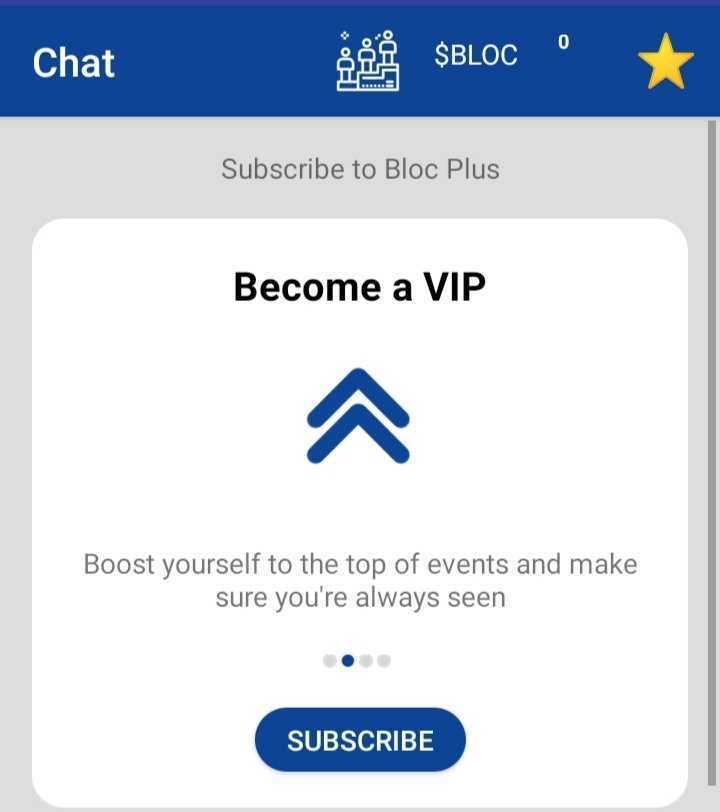 Chat
$BLOC
0
Subscribe to Bloc Plus
Become a VIP
Boost yourself to the top of events and make
sure you're always seen
SUBSCRIBE